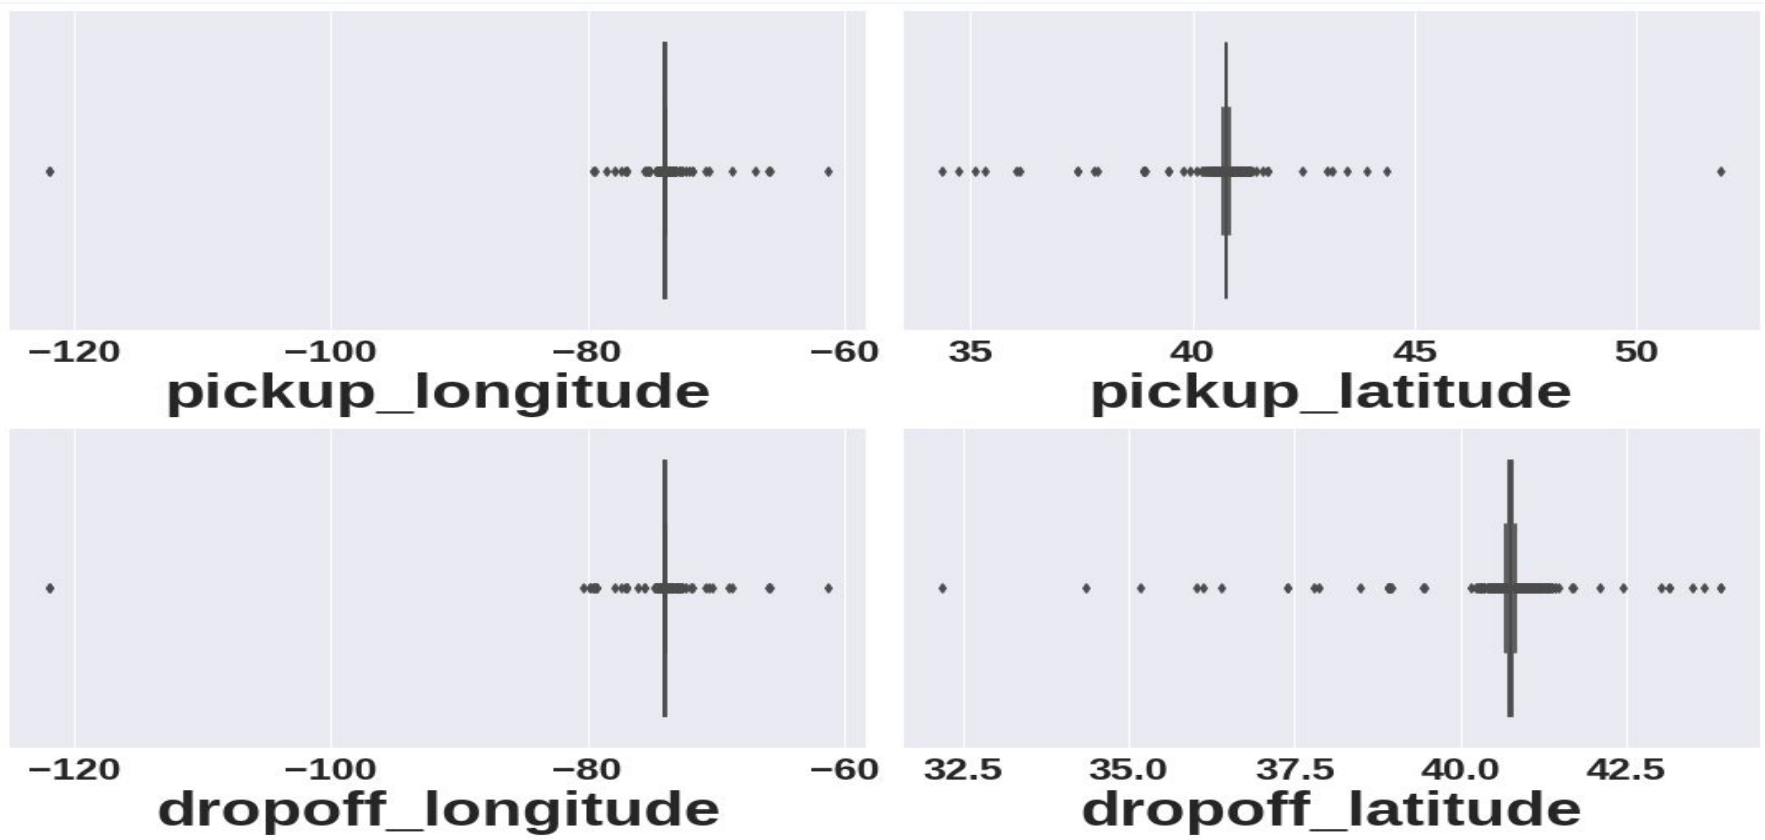 −120 −100 −80 −60
pickup_longitude
35 40 45 50
pickup_latitude
−120 −100 −80 −60
dropoff_longitude
32.5 35.0 37.5 40.0 42.5
dropoff_latitude